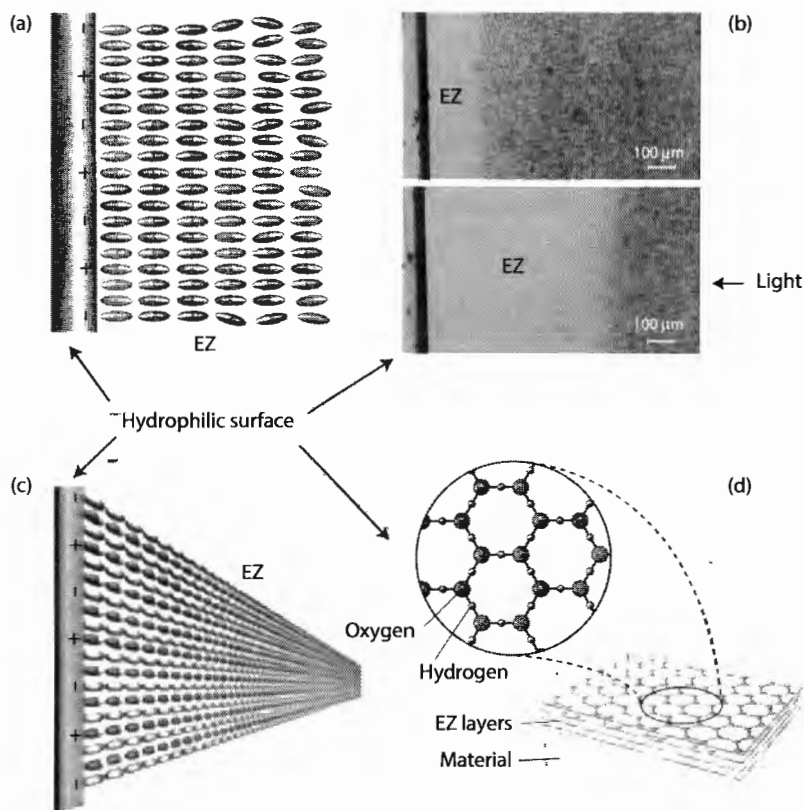 (a)
EZ
(b)
EZ
100 µm
EZ
100 µm
Light
Hydrophilic surface
(c)
EZ
(d)
Oxygen
Hydrogen
EZ layers
Material